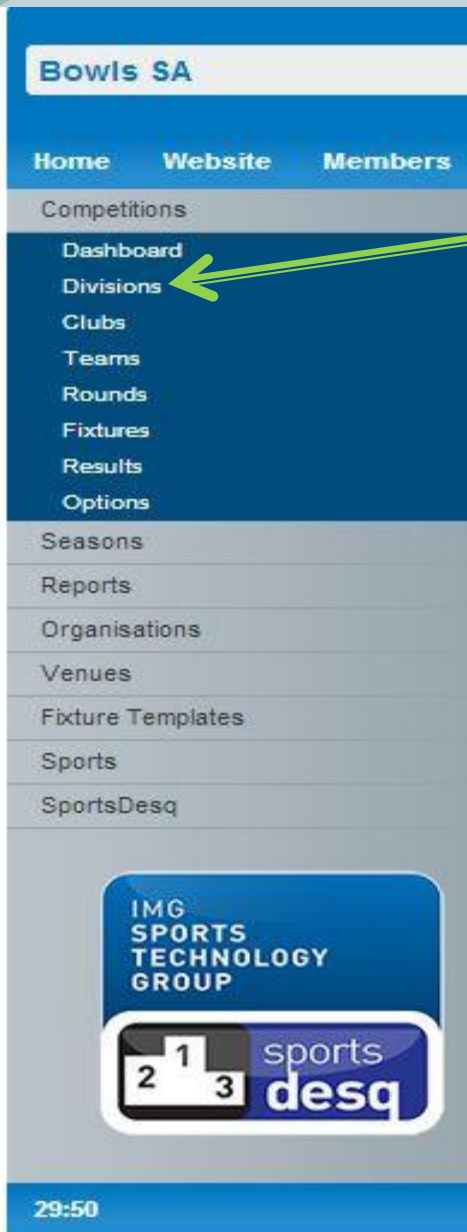 Bowls SA
Home Website Members
Competitions
Dashboard
Divisions
Clubs
Teams
Rounds
Fixtures
Results
Options
Seasons
Reports
Organisations
Venues
Fixture Templates
Sports
SportsDesq
IMG
SPORTS
TECHNOLOGY
GROUP
1
2
3
sports
desq
29:50